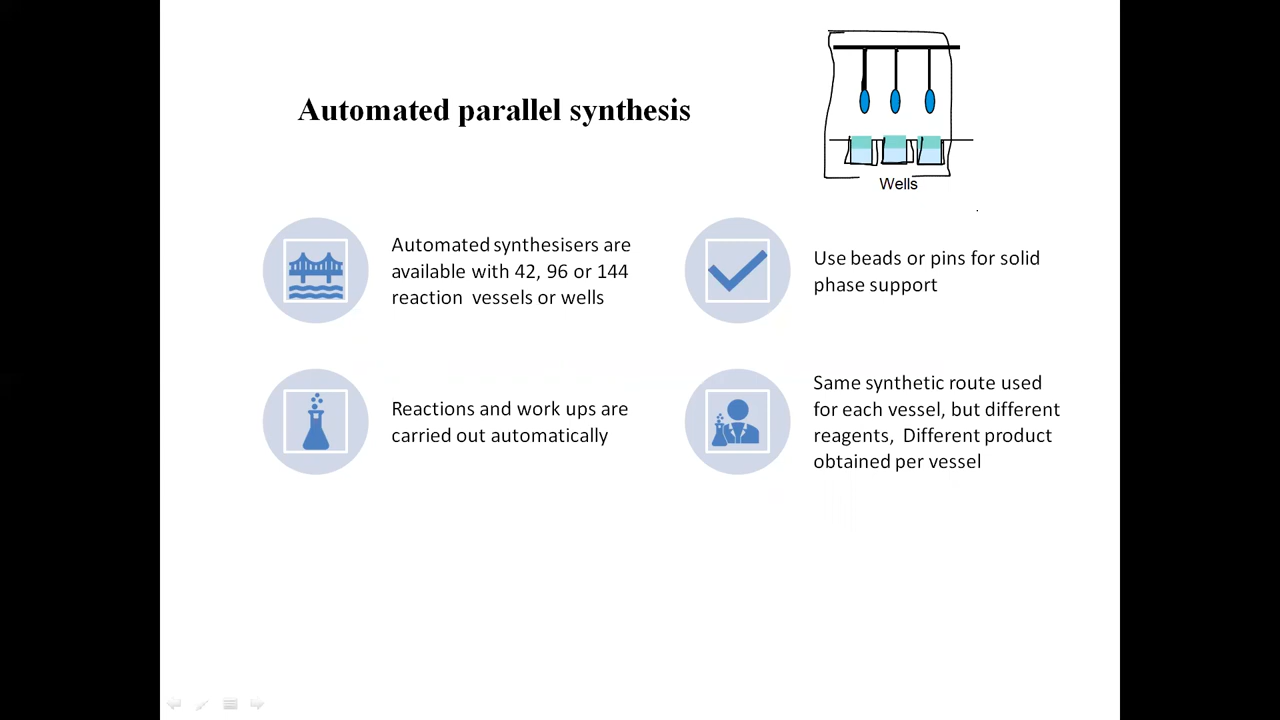 Automated parallel synthesis
Wells
Automated synthesisers are
available with 42, 96 or 144
reaction vessels or wells
Use beads or pins for solid
phase support
Reactions and work ups are
carried out automatically
Same synthetic route used
for each vessel, but different
reagents, Different product
obtained per vessel